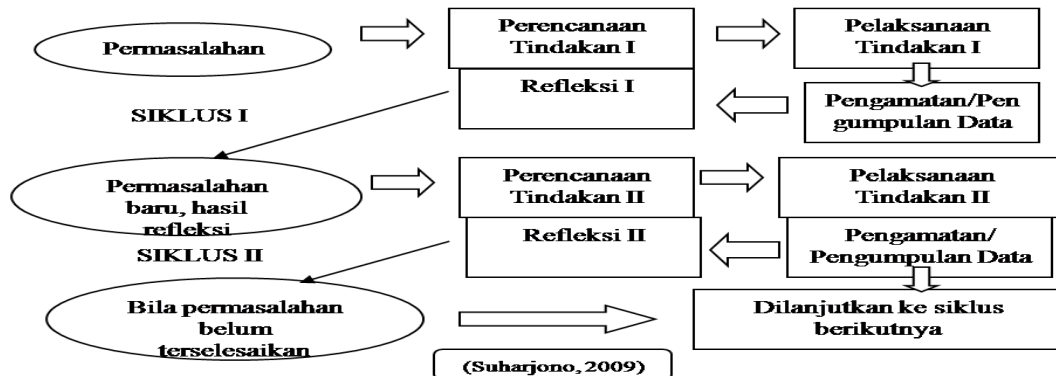 Permasalahan
Perencanaan
Tindakan I
Pelaksanaan
Tindakan I
Refleksi I
Pengamatan/Pen
gumpulan Data
SIKLUS I
Permasalahan
baru, hasil
refleksi
Perencanaan
Tindakan II
Pelaksanaan
Tindakan II
Refleksi II
Pengamatan/
Pengumpulan Data
SIKLUS II
Bila permasalahan
belum
terselesaikan
Dilanjutkan ke siklus
berikutnya
(Suharjono, 2009)